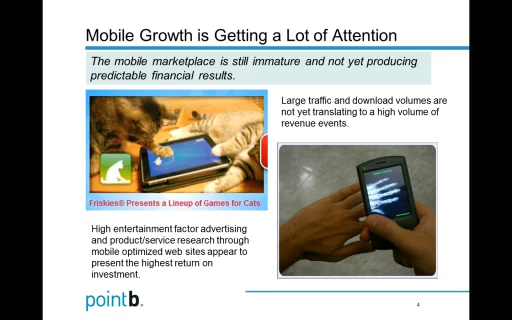 Mobile Growth is Getting a Lot of Attention
The mobile marketplace is still immature and not yet producing
predictable financial results.
Large traffic and download volumes are
not yet translating to a high volume of
revenue events.
Friskies® Presents a Lineup of Games for Cats
High entertainment factor advertising
and product/service research through
mobile optimized web sites appear to
present the highest return on
investment.
pointb.
4